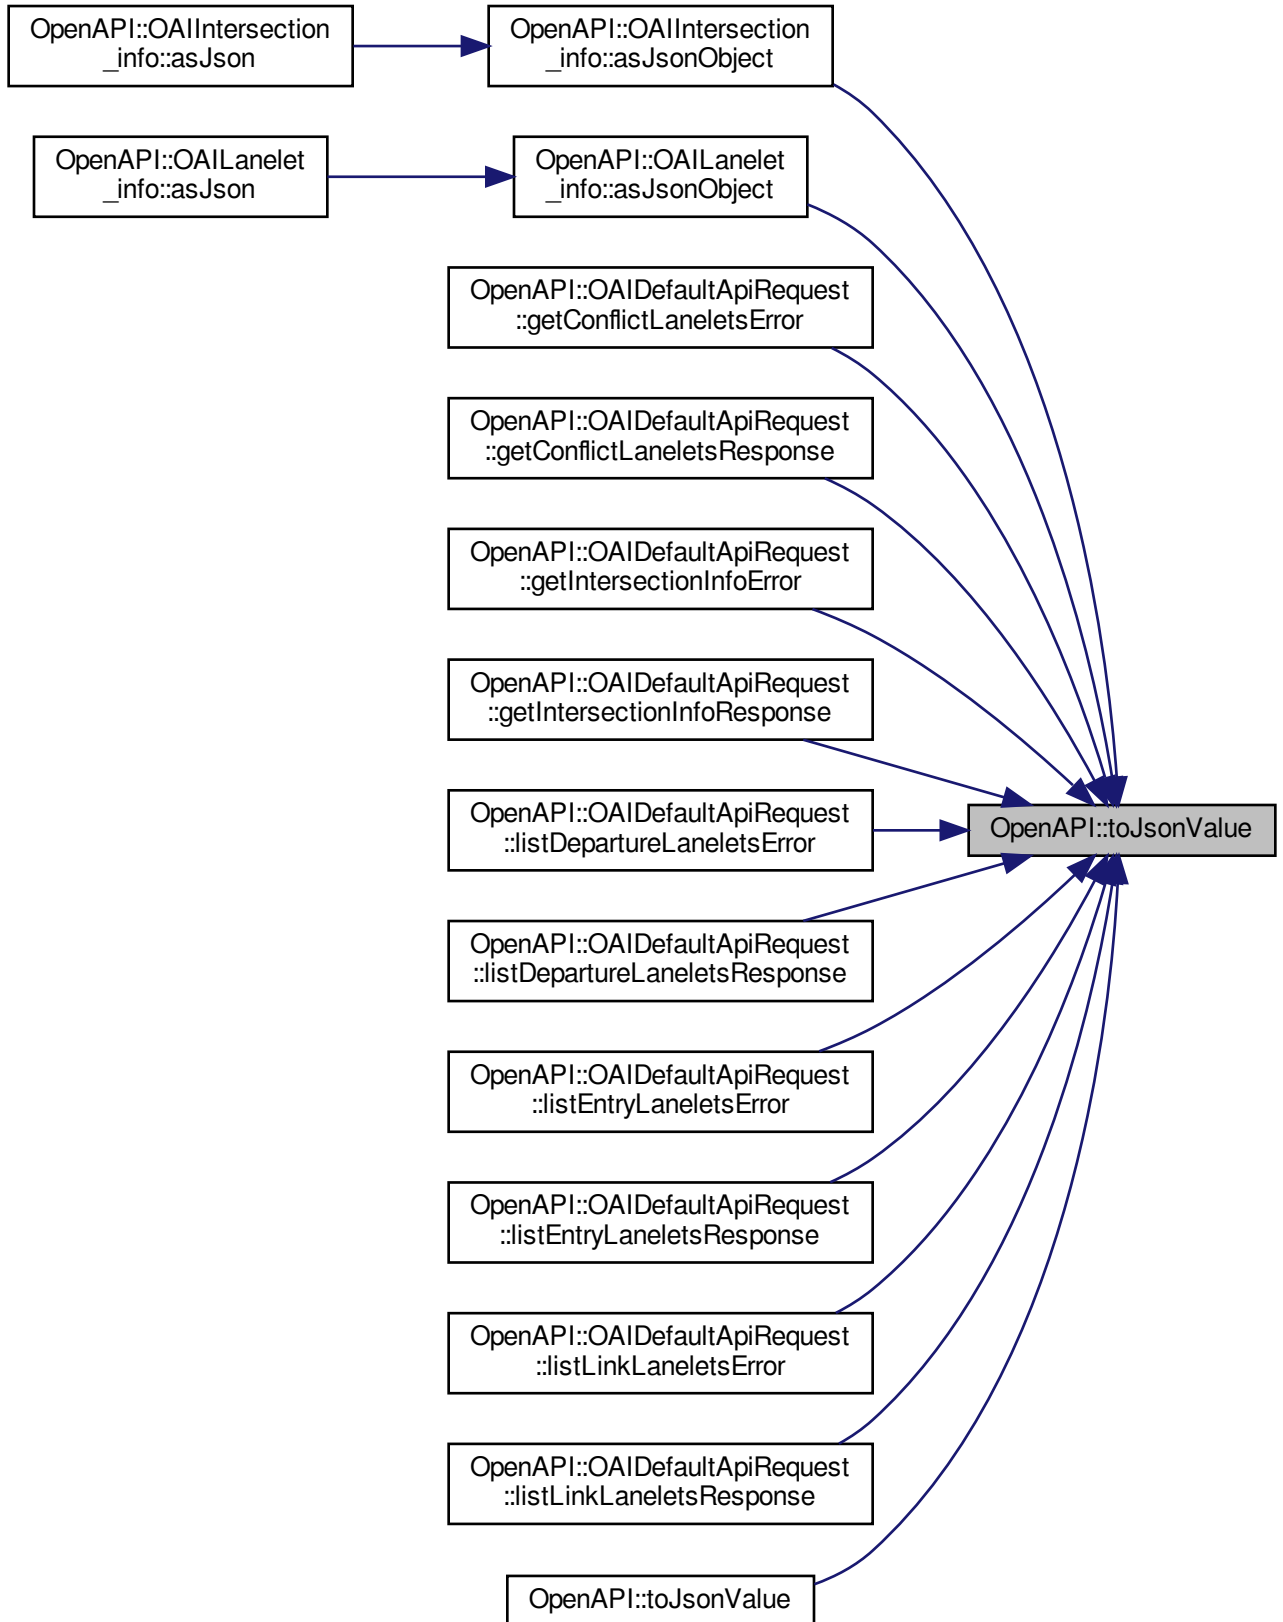 OpenAPI::OAIIntersection
_info::asJson
OpenAPI::OAIIntersection
_info::asJsonObject
OpenAPI::OAILanelet
_info::asJson
OpenAPI::OAILanelet
_info::asJsonObject
OpenAPI::OAIDefaultApiRequest
::getConflictLaneletsError
OpenAPI::OAIDefaultApiRequest
::getConflictLaneletsResponse
OpenAPI::OAIDefaultApiRequest
::getIntersectionInfoError
OpenAPI::OAIDefaultApiRequest
::getIntersectionInfoResponse
OpenAPI::OAIDefaultApiRequest
::listDepartureLaneletsError
OpenAPI::toJsonValue
OpenAPI::OAIDefaultApiRequest
::listDepartureLaneletsResponse
OpenAPI::OAIDefaultApiRequest
::listEntryLaneletsError
OpenAPI::OAIDefaultApiRequest
::listEntryLaneletsResponse
OpenAPI::OAIDefaultApiRequest
::listLinkLaneletsError
OpenAPI::OAIDefaultApiRequest
::listLinkLaneletsResponse
OpenAPI::toJsonValue